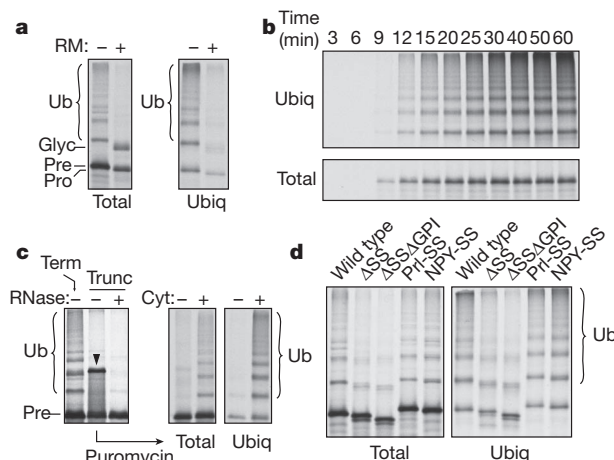 a
RM: – + – +
Ub Ub
Glyc
Pre
Pro
Total Ubiq
b
Time (min) 3 6 9 12 15 20 25 30 40 50 60
Ubiq
Total
c
Term Trunc
RNase: – – + Cyt: – + – +
Ub Ub
Pre
Puromycin Total Ubiq
d
Wild type ΔSS ΔSSΔGPI Prl-SS NPY-SS Wild type ΔSS ΔSSΔGPI Prl-SS NPY-SS
Ub
Total Ubiq